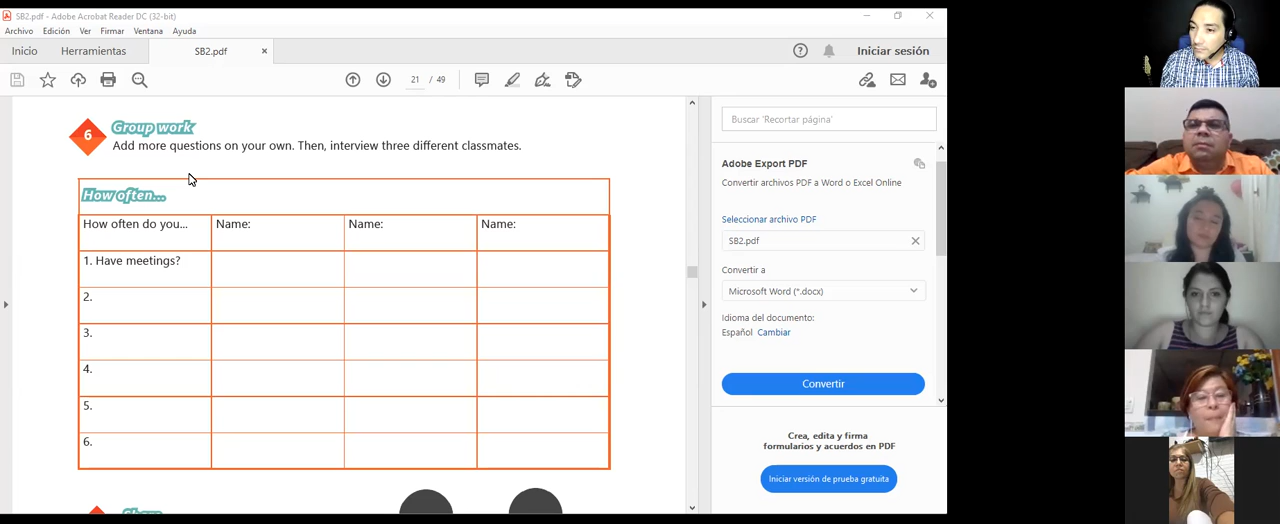 SB2.pdf - Adobe Acrobat Reader DC (32-bit)
Archivo Edición Ver Firmar Ventana Ayuda
Inicio Herramientas SB2.pdf × Iniciar sesión
21 / 49
6 Group work
Add more questions on your own. Then, interview three different classmates.
How often...
How often do you... Name: Name: Name:
1. Have meetings?
2.
3.
4.
5.
6.
Share
Buscar 'Recortar página'
Adobe Export PDF
Convertir archivos PDF a Word o Excel Online
Seleccionar archivo PDF
SB2.pdf
Convertir a
Microsoft Word (*.docx)
Idioma del documento:
Español Cambiar
Convertir
Crea, edita y firma
formularios y acuerdos en PDF
Iniciar versión de prueba gratuita